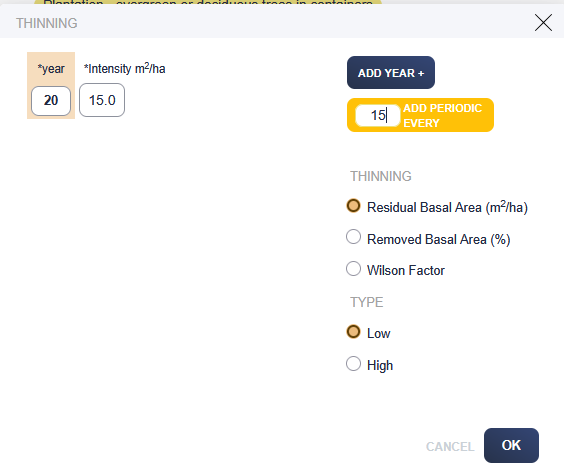 Plantation - evergreen or deciduous trees in containers
THINNING
*year *Intensity m²/ha
20 15.0
ADD YEAR +
15 ADD PERIODIC
EVERY
THINNING
Residual Basal Area (m²/ha)
Removed Basal Area (%)
Wilson Factor
TYPE
Low
High
CANCEL OK